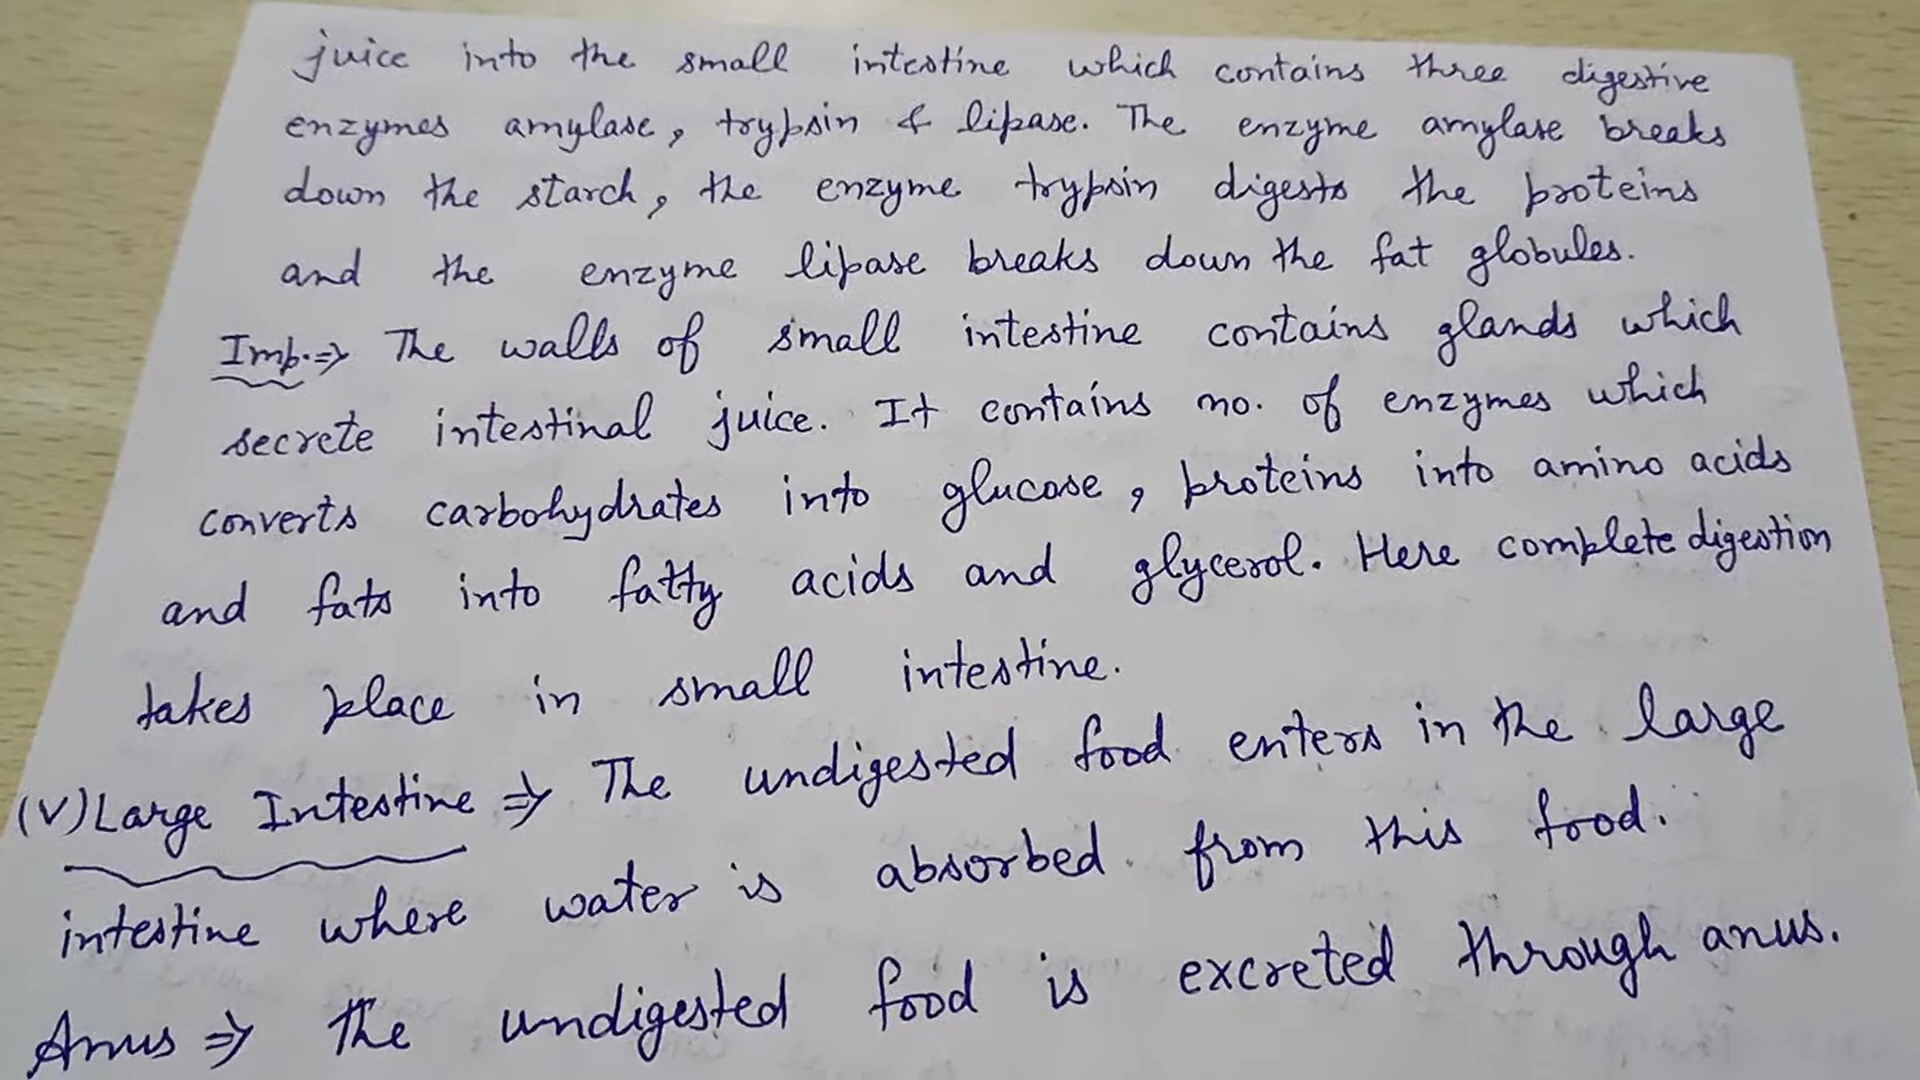 juice into the small intestine which contains three digestive
enzymes amylase, trypsin & lipase. The enzyme amylase breaks
down the starch, the enzyme trypsin digests the proteins
and the enzyme lipase breaks down the fat globules.
Imp.⇒ The walls of small intestine contains glands which
secrete intestinal juice. It contains no. of enzymes which
converts carbohydrates into glucose, proteins into amino acids
and fats into fatty acids and glycerol. Here complete digestion
takes place in small intestine.
(V) Large Intestine ⇒ The undigested food enters in the large
intestine where water is absorbed from this food.
Anus ⇒ the undigested food is excreted through anus.